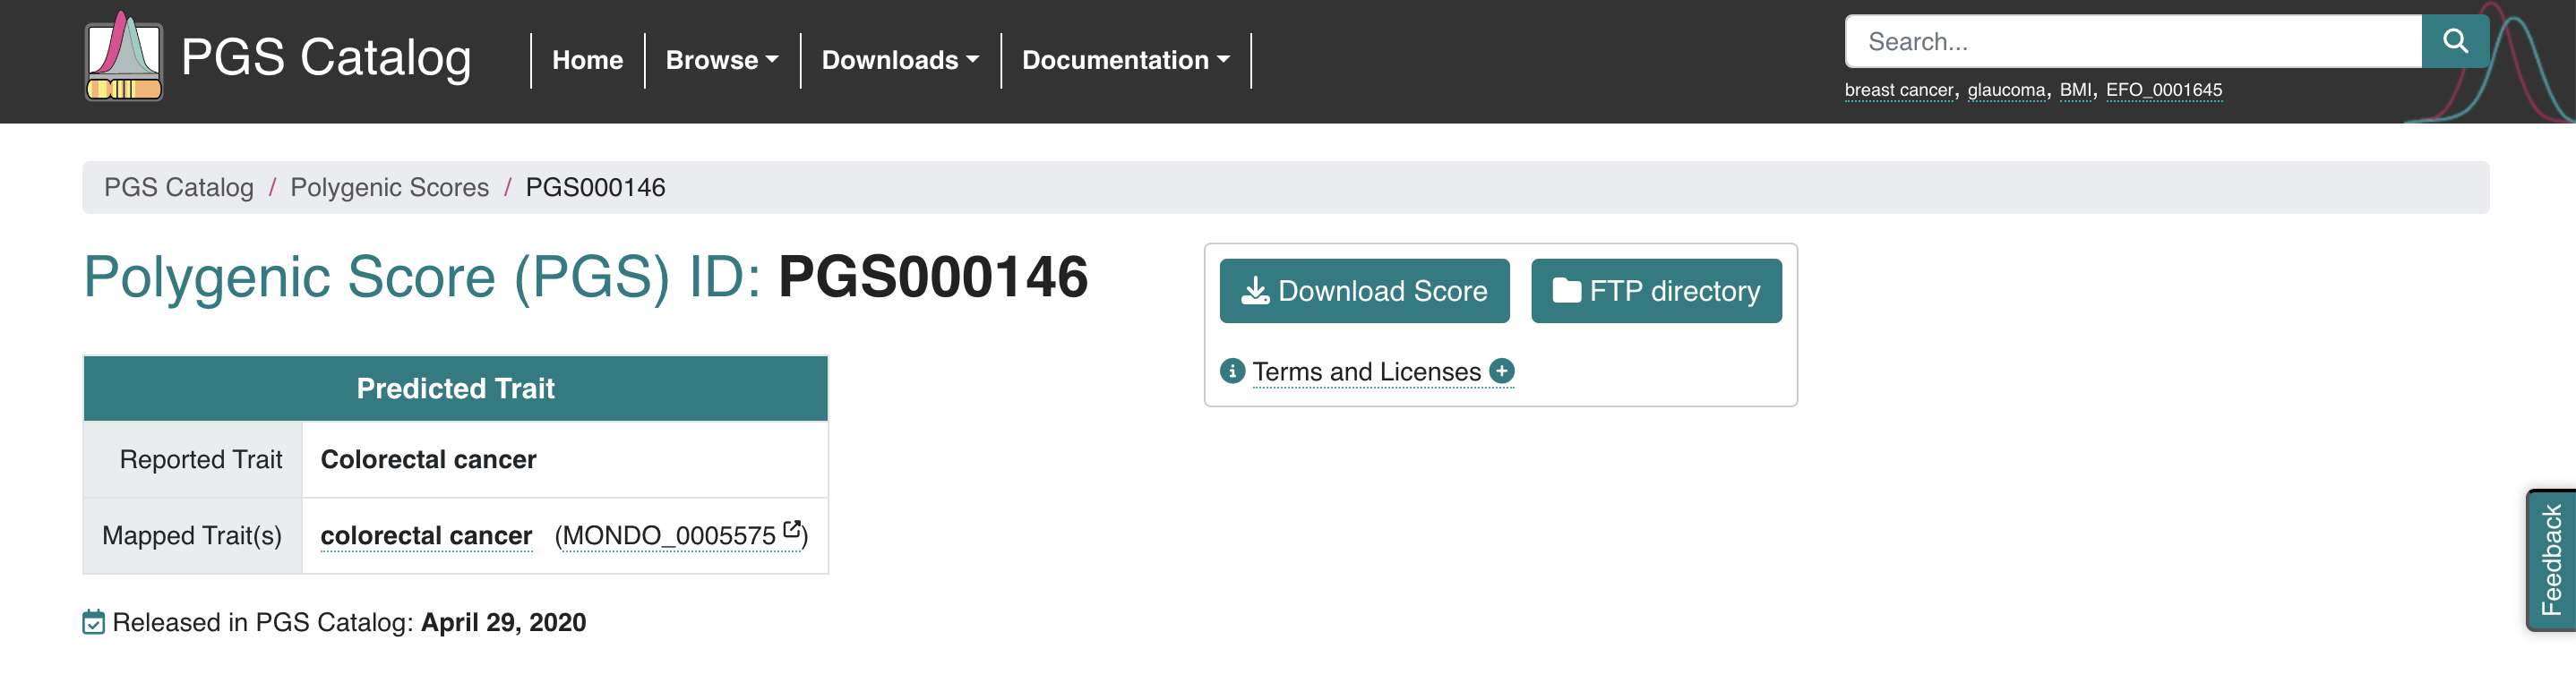 PGS Catalog
Home
Browse
Downloads
Documentation
Search...
breast cancer, glaucoma, BMI, EFO_0001645
PGS Catalog / Polygenic Scores / PGS000146
Polygenic Score (PGS) ID: PGS000146
Download Score
FTP directory
Terms and Licenses
Predicted Trait
Reported Trait Colorectal cancer
Mapped Trait(s) colorectal cancer (MONDO_0005575)
Released in PGS Catalog: April 29, 2020
Feedback